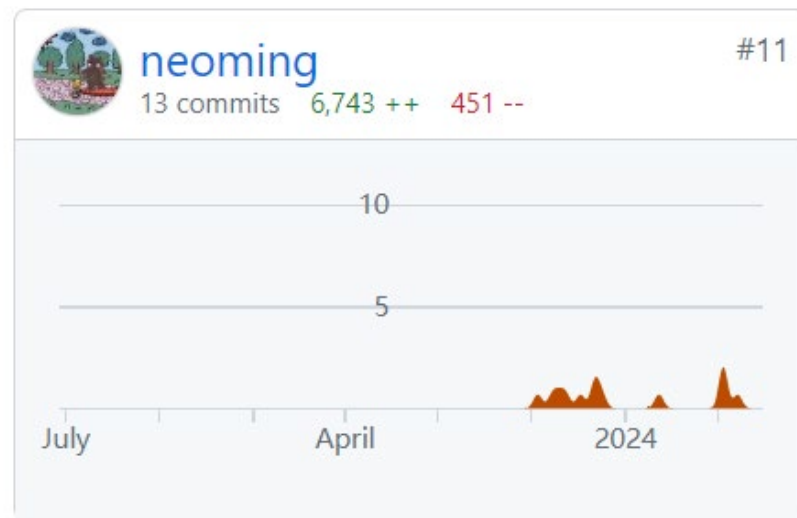 neoming
#11
13 commits 6,743 ++ 451 --
10
5
July April 2024